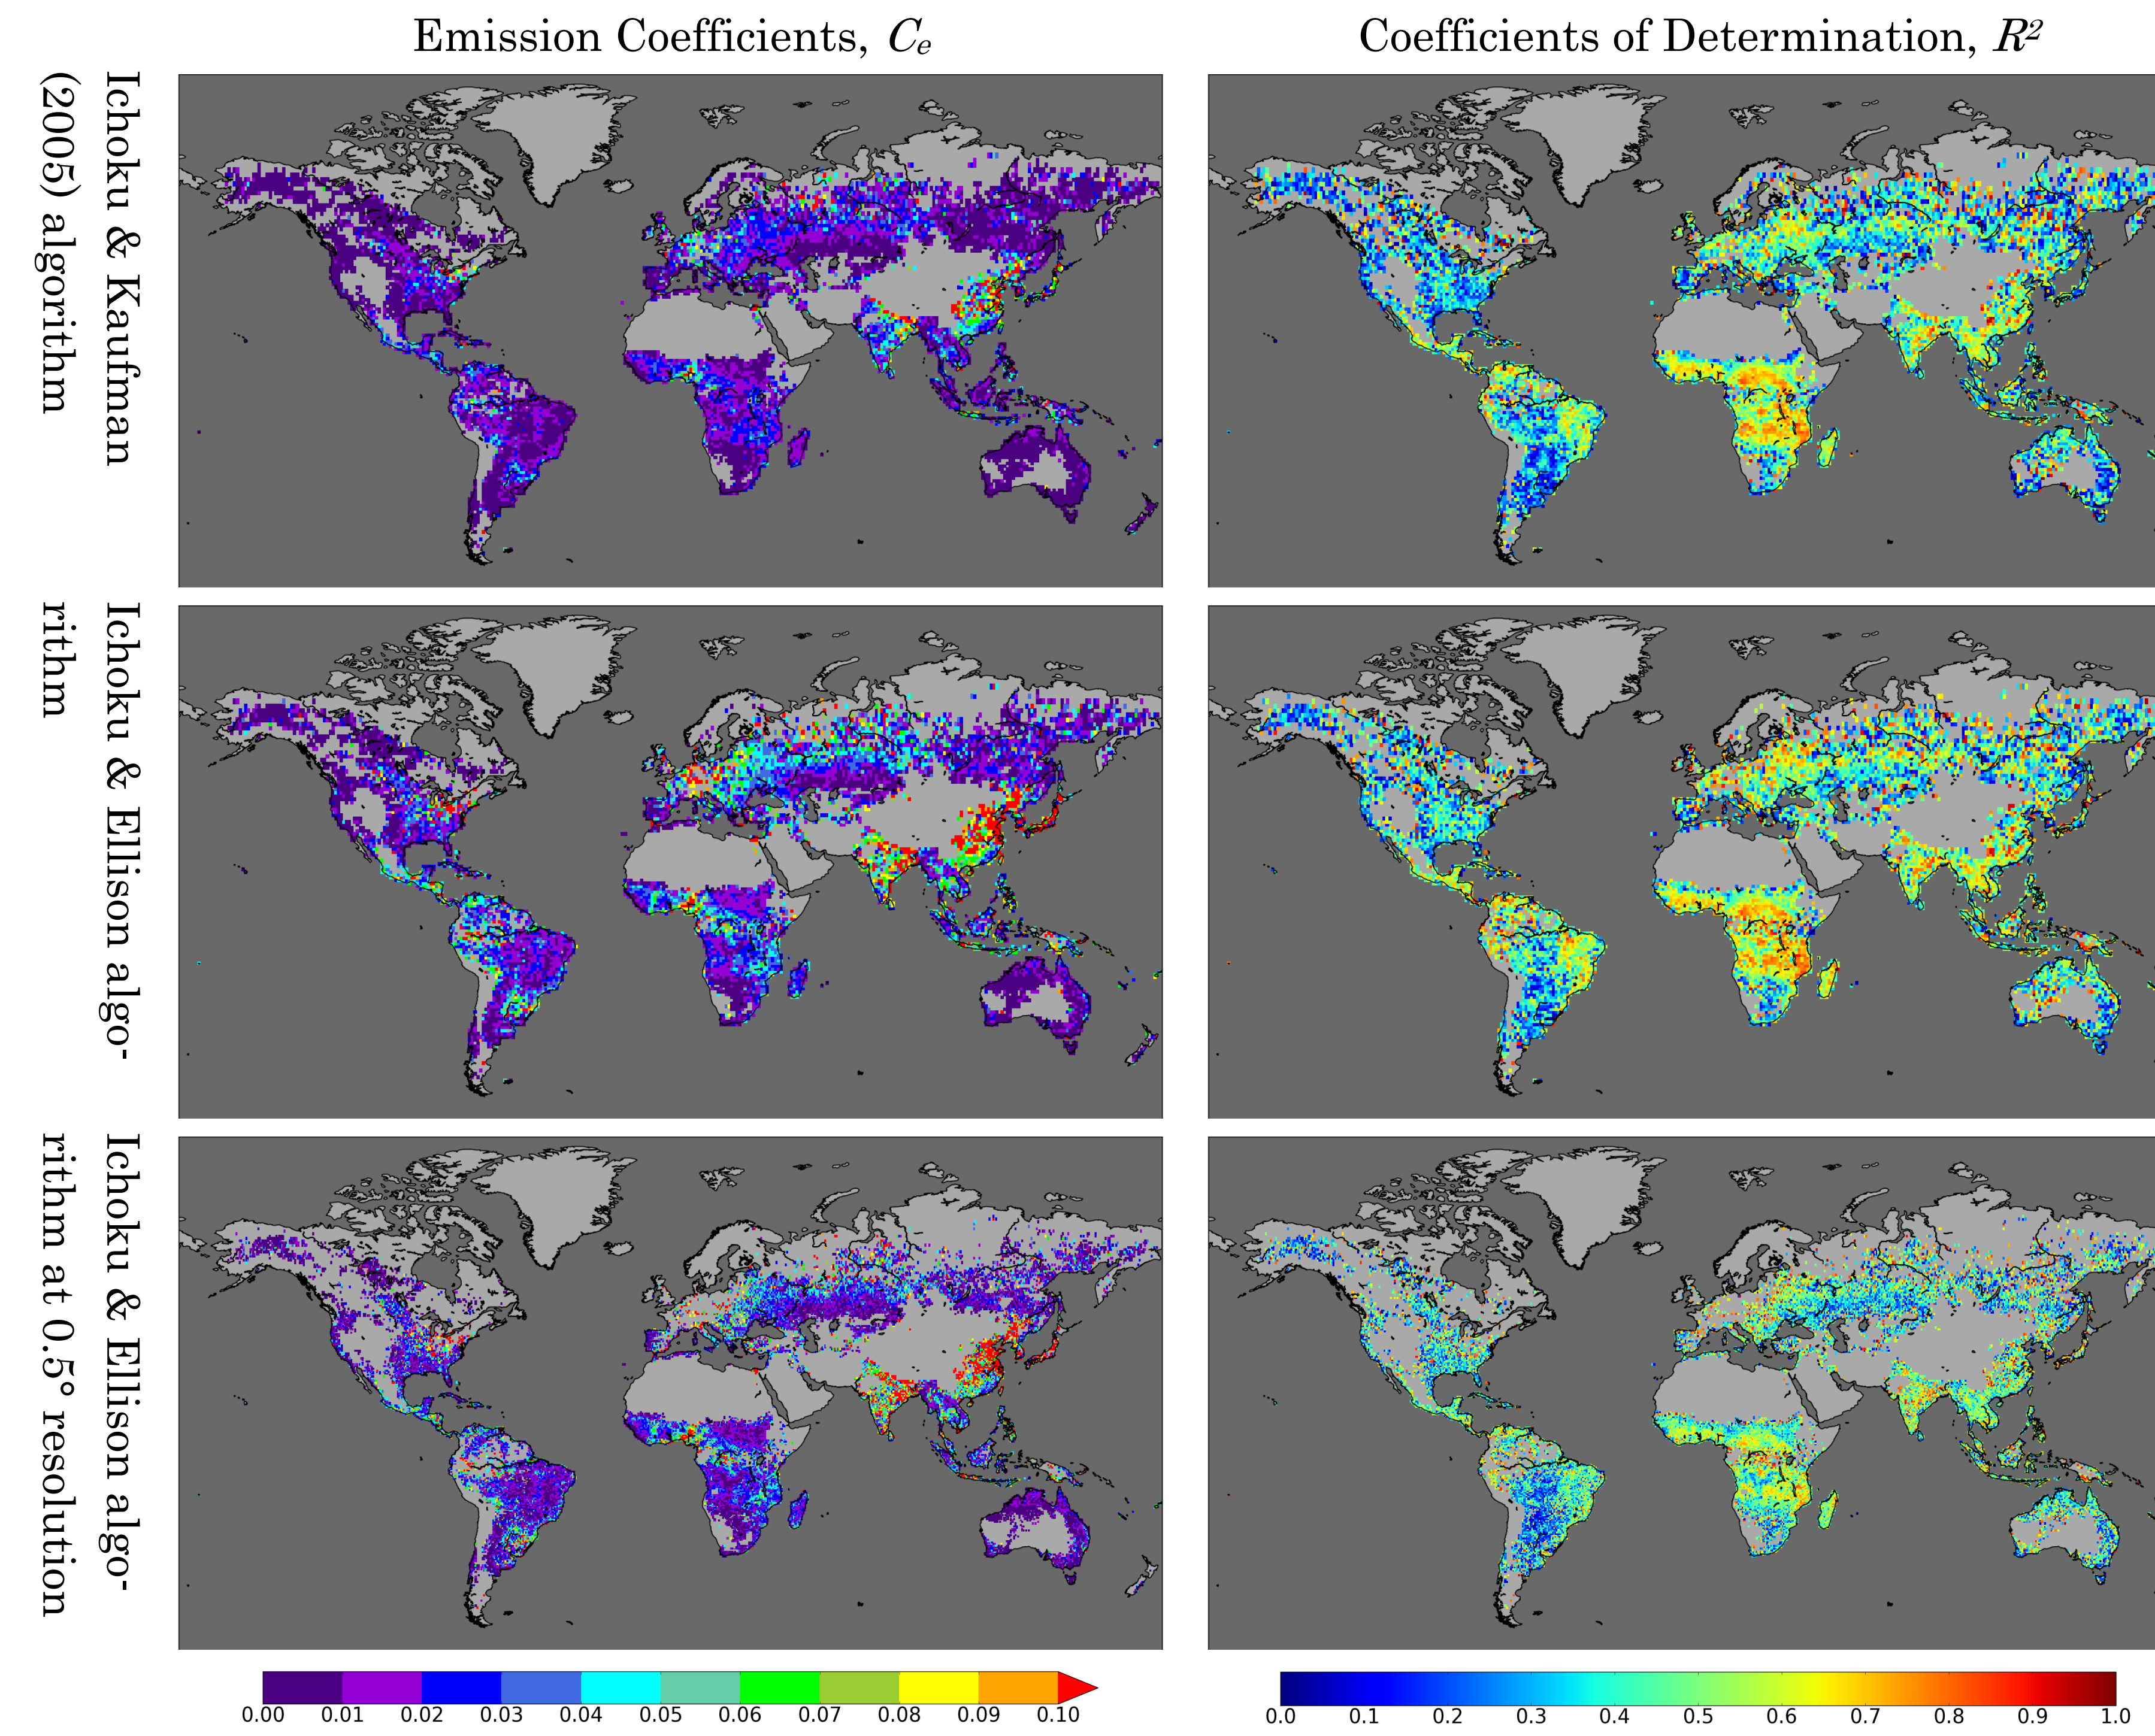 Emission Coefficients, Cₑ
Coefficients of Determination, R²
Ichoku & Kaufman
(2005) algorithm
Ichoku & Ellison algo-
rithm
Ichoku & Ellison algo-
rithm at 0.5° resolution
0.00 0.01 0.02 0.03 0.04 0.05 0.06 0.07 0.08 0.09 0.10
0.0 0.1 0.2 0.3 0.4 0.5 0.6 0.7 0.8 0.9 1.0